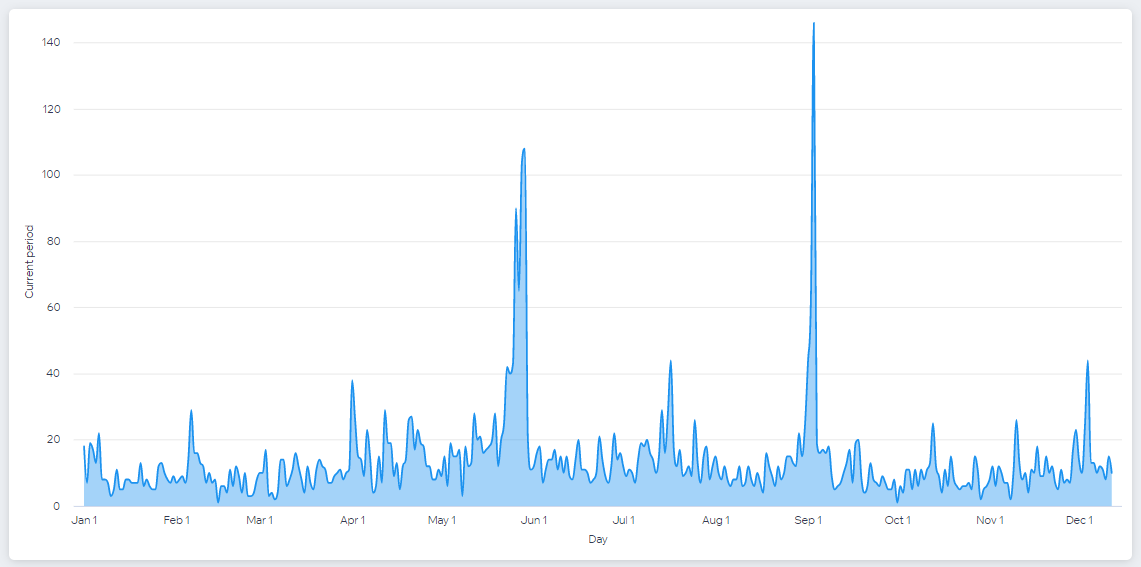 140
120
100
80
60
40
20
0
Current period
Jan 1 Feb 1 Mar 1 Apr 1 May 1 Jun 1 Jul 1 Aug 1 Sep 1 Oct 1 Nov 1 Dec 1
Day